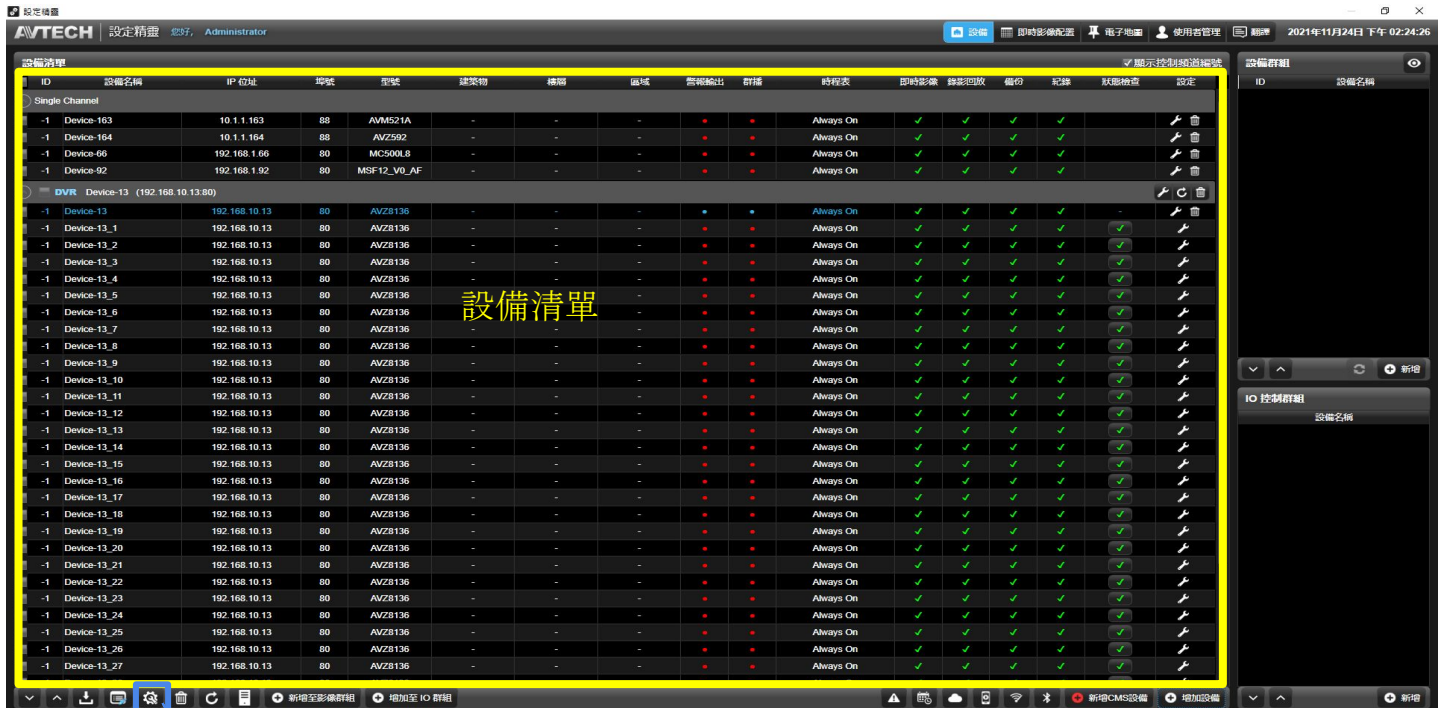 設定精靈
AVTECH 設定精靈 您好, Administrator 設備 即時影像配置 電子地圖 使用者管理 翻譯 2021年11月24日 下午 02:24:26
設備清單 顯示控制頻道編號 設備群組
ID 設備名稱 IP 位址 埠號 型號 建築物 樓層 區域 警報輸出 群播 時程表 即時影像 錄影回放 備份 紀錄 狀態檢查 設定 ID 設備名稱
Single Channel
-1 Device-163 10.1.1.163 88 AVM521A - - - Always On
-1 Device-164 10.1.1.164 88 AVZ592 - - - Always On
-1 Device-66 192.168.1.66 80 MC500L8 - - - Always On
-1 Device-92 192.168.1.92 80 MSF12_V0_AF - - - Always On
DVR Device-13 (192.168.10.13:80)
-1 Device-13 192.168.10.13 80 AVZ8136 - - - Always On -
-1 Device-13_1 192.168.10.13 80 AVZ8136 - - - Always On
-1 Device-13_2 192.168.10.13 80 AVZ8136 - - - Always On
-1 Device-13_3 192.168.10.13 80 AVZ8136 - - - Always On
-1 Device-13_4 192.168.10.13 80 AVZ8136 - - - Always On
-1 Device-13_5 192.168.10.13 80 AVZ8136 - Always On
設備清單
-1 Device-13_6 192.168.10.13 80 AVZ8136 - Always On
-1 Device-13_7 192.168.10.13 80 AVZ8136 - - - Always On
-1 Device-13_8 192.168.10.13 80 AVZ8136 - - - Always On
-1 Device-13_9 192.168.10.13 80 AVZ8136 - - - Always On
-1 Device-13_10 192.168.10.13 80 AVZ8136 - - - Always On 新增
-1 Device-13_11 192.168.10.13 80 AVZ8136 - - - Always On IO 控制群組
-1 Device-13_12 192.168.10.13 80 AVZ8136 - - - Always On 設備名稱
-1 Device-13_13 192.168.10.13 80 AVZ8136 - - - Always On
-1 Device-13_14 192.168.10.13 80 AVZ8136 - - - Always On
-1 Device-13_15 192.168.10.13 80 AVZ8136 - - - Always On
-1 Device-13_16 192.168.10.13 80 AVZ8136 - - - Always On
-1 Device-13_17 192.168.10.13 80 AVZ8136 - - - Always On
-1 Device-13_18 192.168.10.13 80 AVZ8136 - - - Always On
-1 Device-13_19 192.168.10.13 80 AVZ8136 - - - Always On
-1 Device-13_20 192.168.10.13 80 AVZ8136 - - - Always On
-1 Device-13_21 192.168.10.13 80 AVZ8136 - - - Always On
-1 Device-13_22 192.168.10.13 80 AVZ8136 - - - Always On
-1 Device-13_23 192.168.10.13 80 AVZ8136 - - - Always On
-1 Device-13_24 192.168.10.13 80 AVZ8136 - - - Always On
-1 Device-13_25 192.168.10.13 80 AVZ8136 - - - Always On
-1 Device-13_26 192.168.10.13 80 AVZ8136 - - - Always On
-1 Device-13_27 192.168.10.13 80 AVZ8136 - - - Always On
新增至影像群組 增加至 IO 群組 新增CMS設備 增加設備 新增